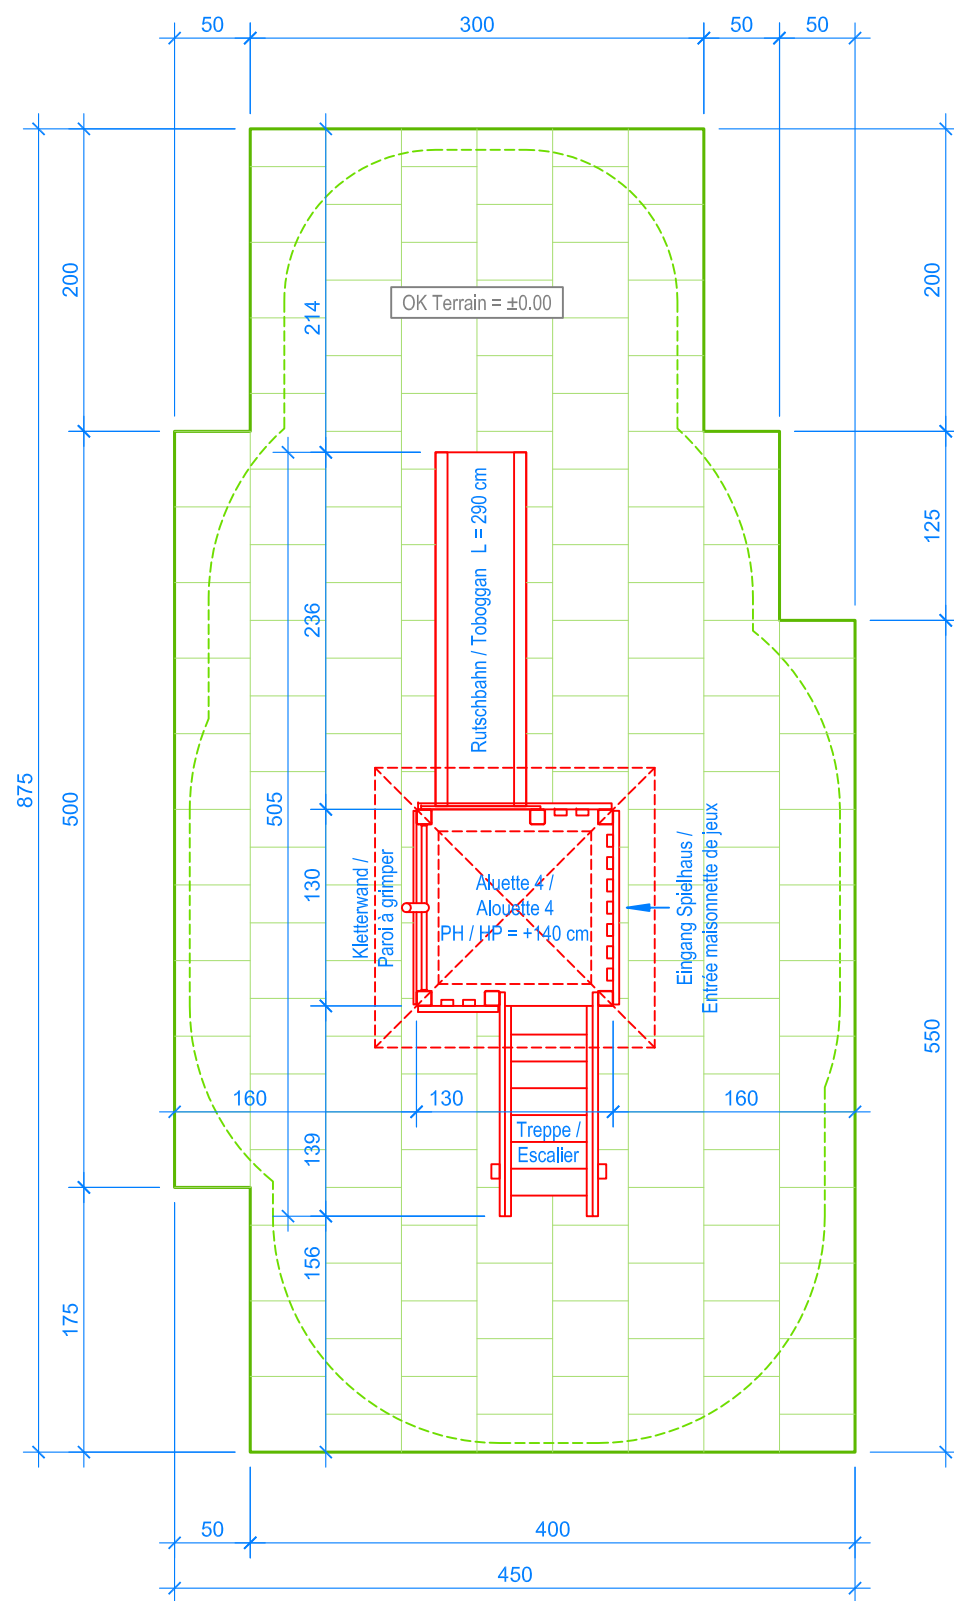 50
300
50
50
200
214
200
OK Terrain = ±0.00
125
236
Rutschbahn / Toboggan L = 290 cm
875
500
505
130
Kletterwand /
Paroi à grimper
Aluette 4 /
Alouette 4
PH / HP = +140 cm
Eingang Spielhaus /
Entrée maisonnette de jeux
550
160
130
160
139
Treppe /
Escalier
156
175
50
400
450